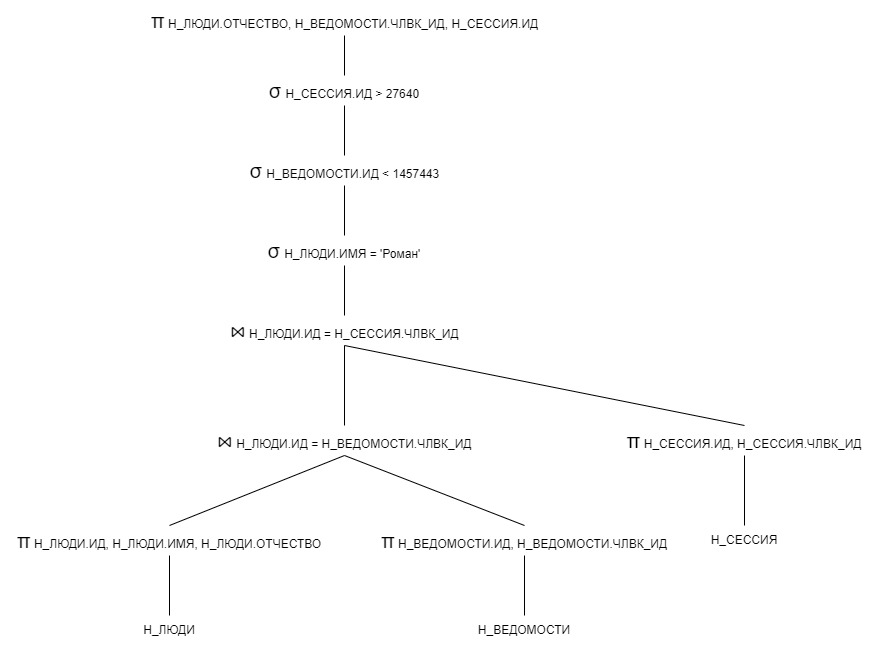 π Н_ЛЮДИ.ОТЧЕСТВО, Н_ВЕДОМОСТИ.ЧЛВК_ИД, Н_СЕССИЯ.ИД
σ Н_СЕССИЯ.ИД > 27640
σ Н_ВЕДОМОСТИ.ИД < 1457443
σ Н_ЛЮДИ.ИМЯ = 'Роман'
⋈ Н_ЛЮДИ.ИД = Н_СЕССИЯ.ЧЛВК_ИД
⋈ Н_ЛЮДИ.ИД = Н_ВЕДОМОСТИ.ЧЛВК_ИД
π Н_СЕССИЯ.ИД, Н_СЕССИЯ.ЧЛВК_ИД
π Н_ЛЮДИ.ИД, Н_ЛЮДИ.ИМЯ, Н_ЛЮДИ.ОТЧЕСТВО
π Н_ВЕДОМОСТИ.ИД, Н_ВЕДОМОСТИ.ЧЛВК_ИД
Н_СЕССИЯ
Н_ЛЮДИ
Н_ВЕДОМОСТИ